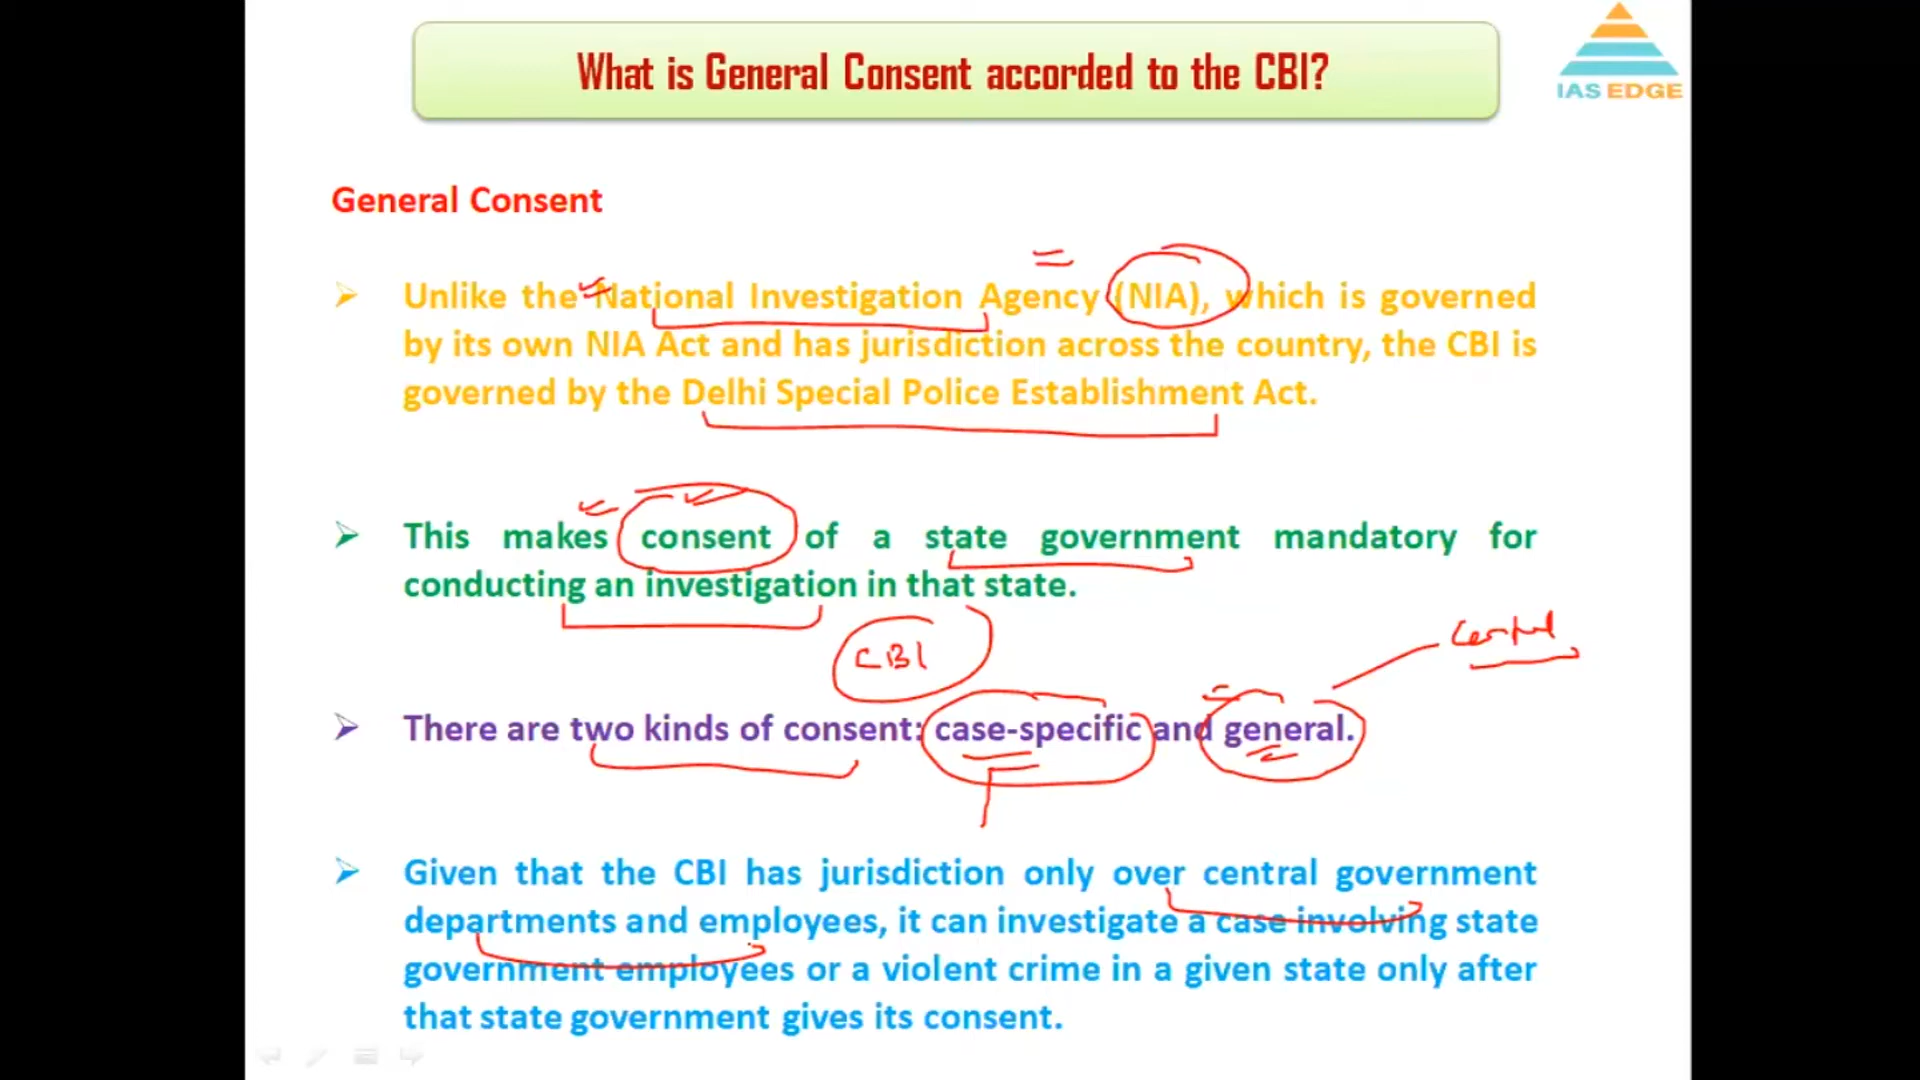 What is General Consent accorded to the CBI?
IAS EDGE
General Consent
Unlike the National Investigation Agency (NIA), which is governed
by its own NIA Act and has jurisdiction across the country, the CBI is
governed by the Delhi Special Police Establishment Act.
This makes consent of a state government mandatory for
conducting an investigation in that state.
CBI
Central
There are two kinds of consent: case-specific and general.
Given that the CBI has jurisdiction only over central government
departments and employees, it can investigate a case involving state
government employees or a violent crime in a given state only after
that state government gives its consent.